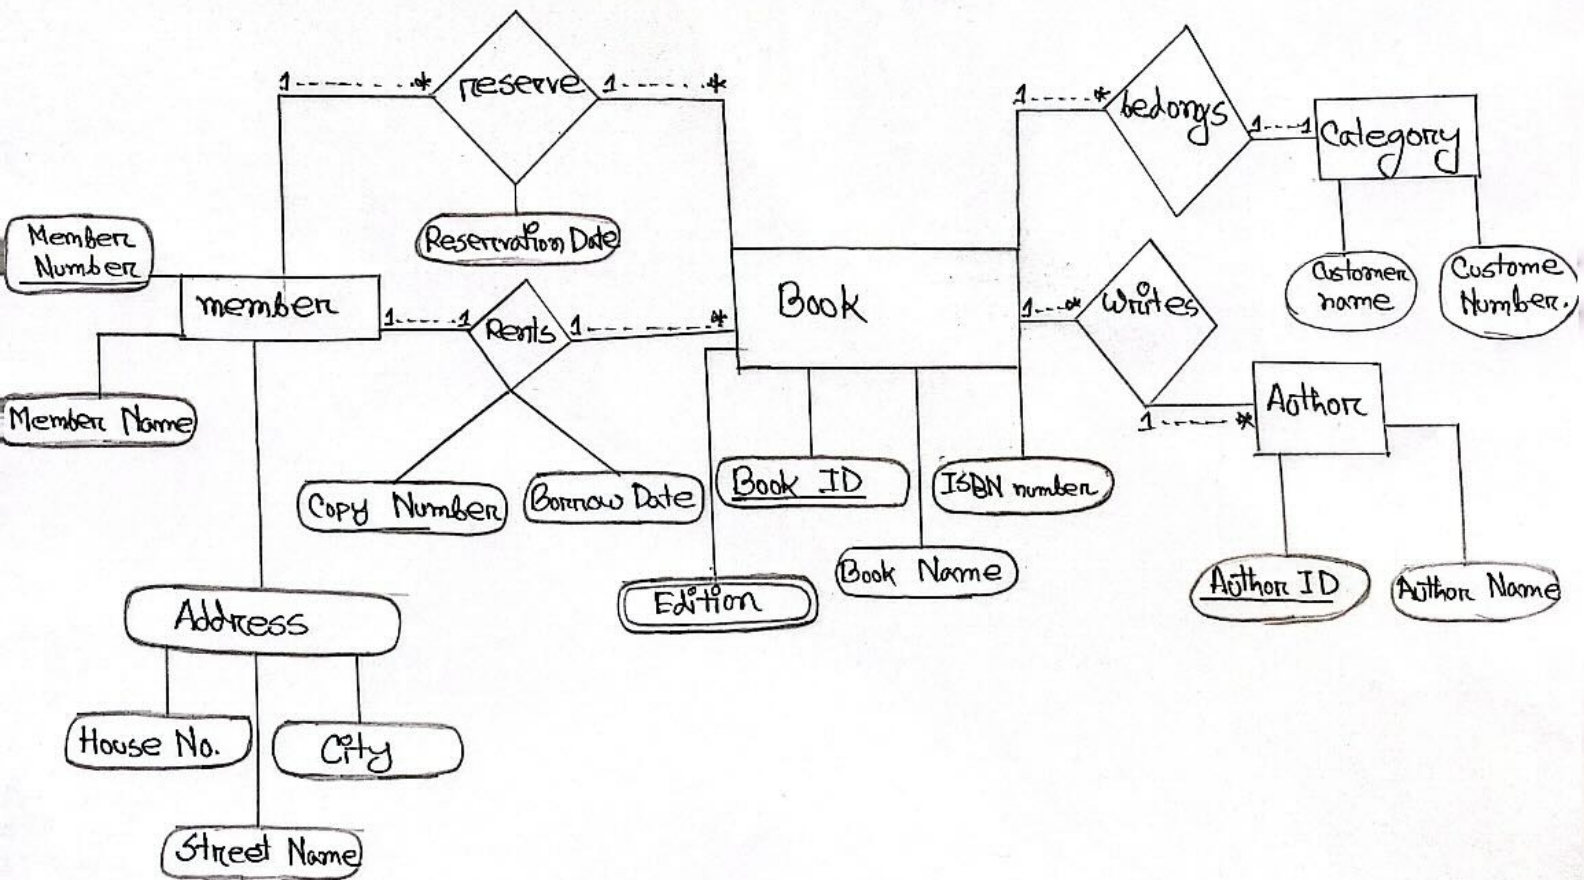 reserve
1-----*
1-----*
1-----*
bedongs
1---1
Category
Reservation Date
Member
Number
member
1-----1
Rents
1--------*
Book
1---*
Writes
Customer
name
Custome
Number.
Member Name
1-----*
Author
Copy Number
Borrow Date
Book ID
ISBN number
Edition
Book Name
Author ID
Author Name
Address
House No.
City
Street Name